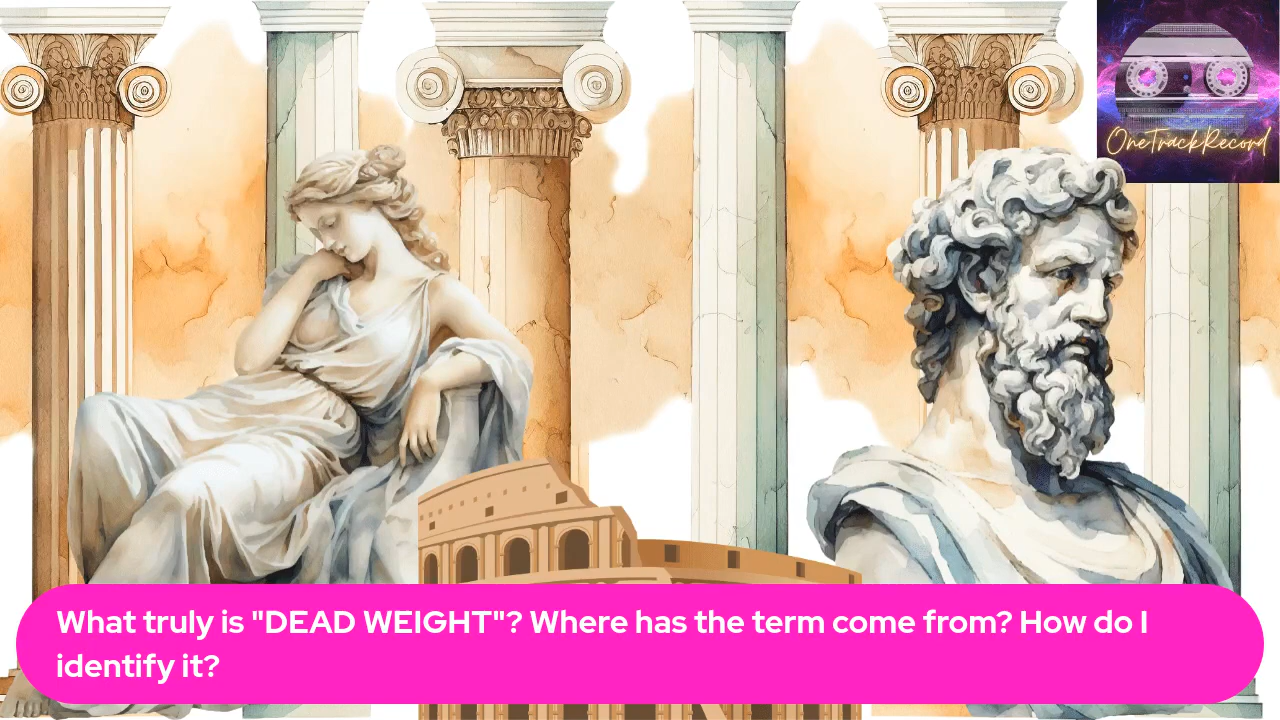 OneTrackRecord
What truly is "DEAD WEIGHT"? Where has the term come from? How do I
identify it?